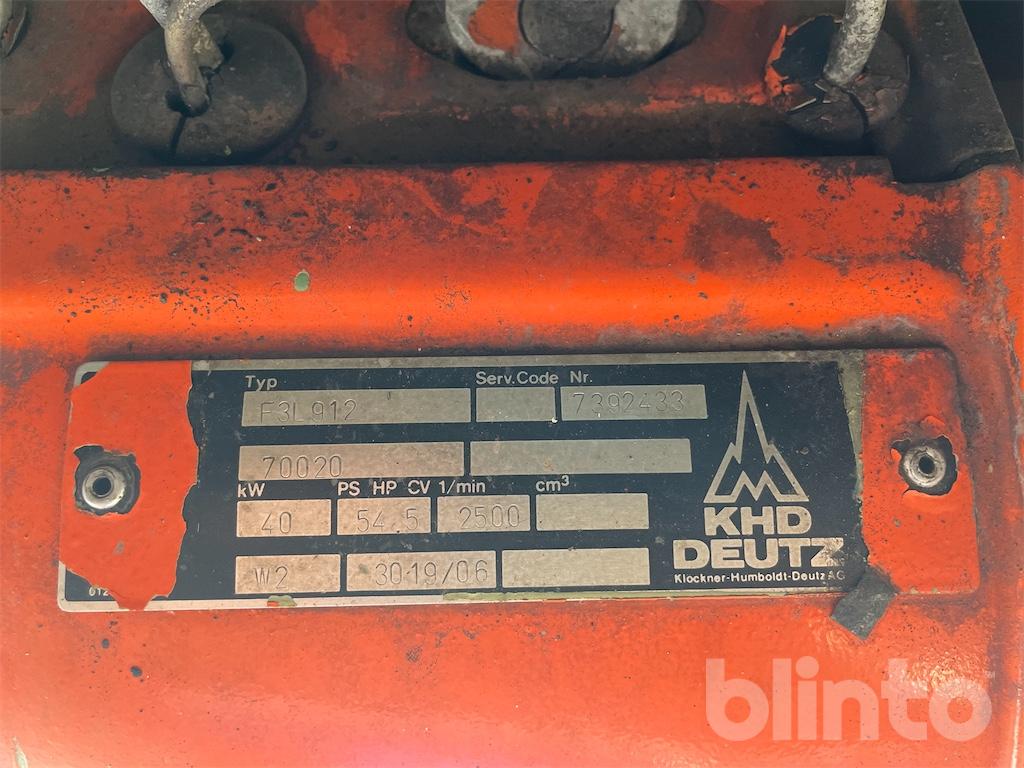 Typ Serv.Code Nr.
F3L912 7392433
70020
kW PS HP CV 1/min cm³
40 54.5 2500
W2 3019/06
KHD
DEUTZ
Klockner-Humboldt-Deutz AG
012
blinto